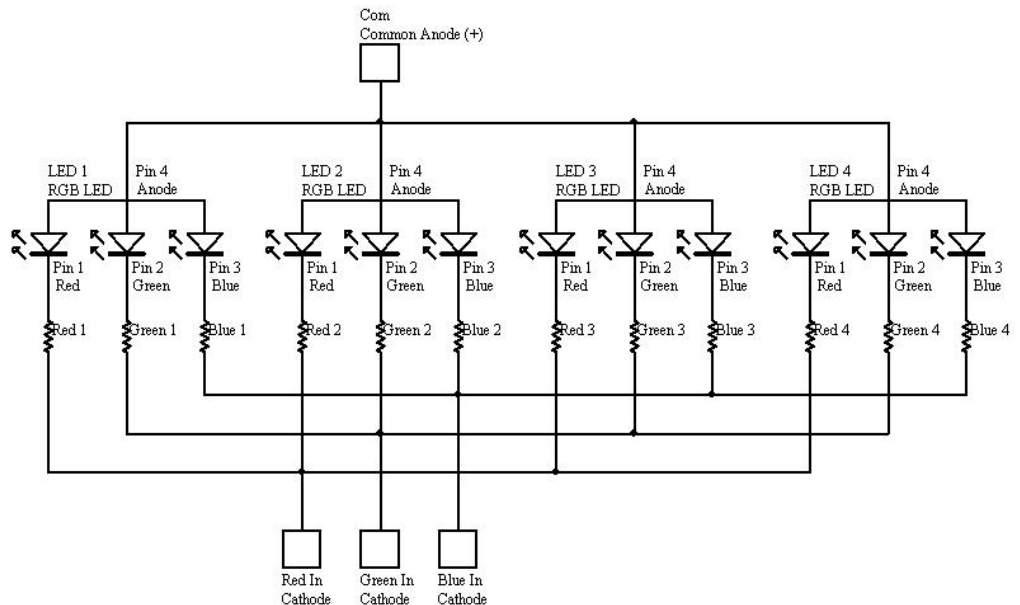 Com
Common Anode (+)
LED 1
RGB LED
Pin 4
Anode
LED 2
RGB LED
Pin 4
Anode
LED 3
RGB LED
Pin 4
Anode
LED 4
RGB LED
Pin 4
Anode
Pin 1
Red
Pin 2
Green
Pin 3
Blue
Pin 1
Red
Pin 2
Green
Pin 3
Blue
Pin 1
Red
Pin 2
Green
Pin 3
Blue
Pin 1
Red
Pin 2
Green
Pin 3
Blue
Red 1
Green 1
Blue 1
Red 2
Green 2
Blue 2
Red 3
Green 3
Blue 3
Red 4
Green 4
Blue 4
Red In
Cathode
Green In
Cathode
Blue In
Cathode